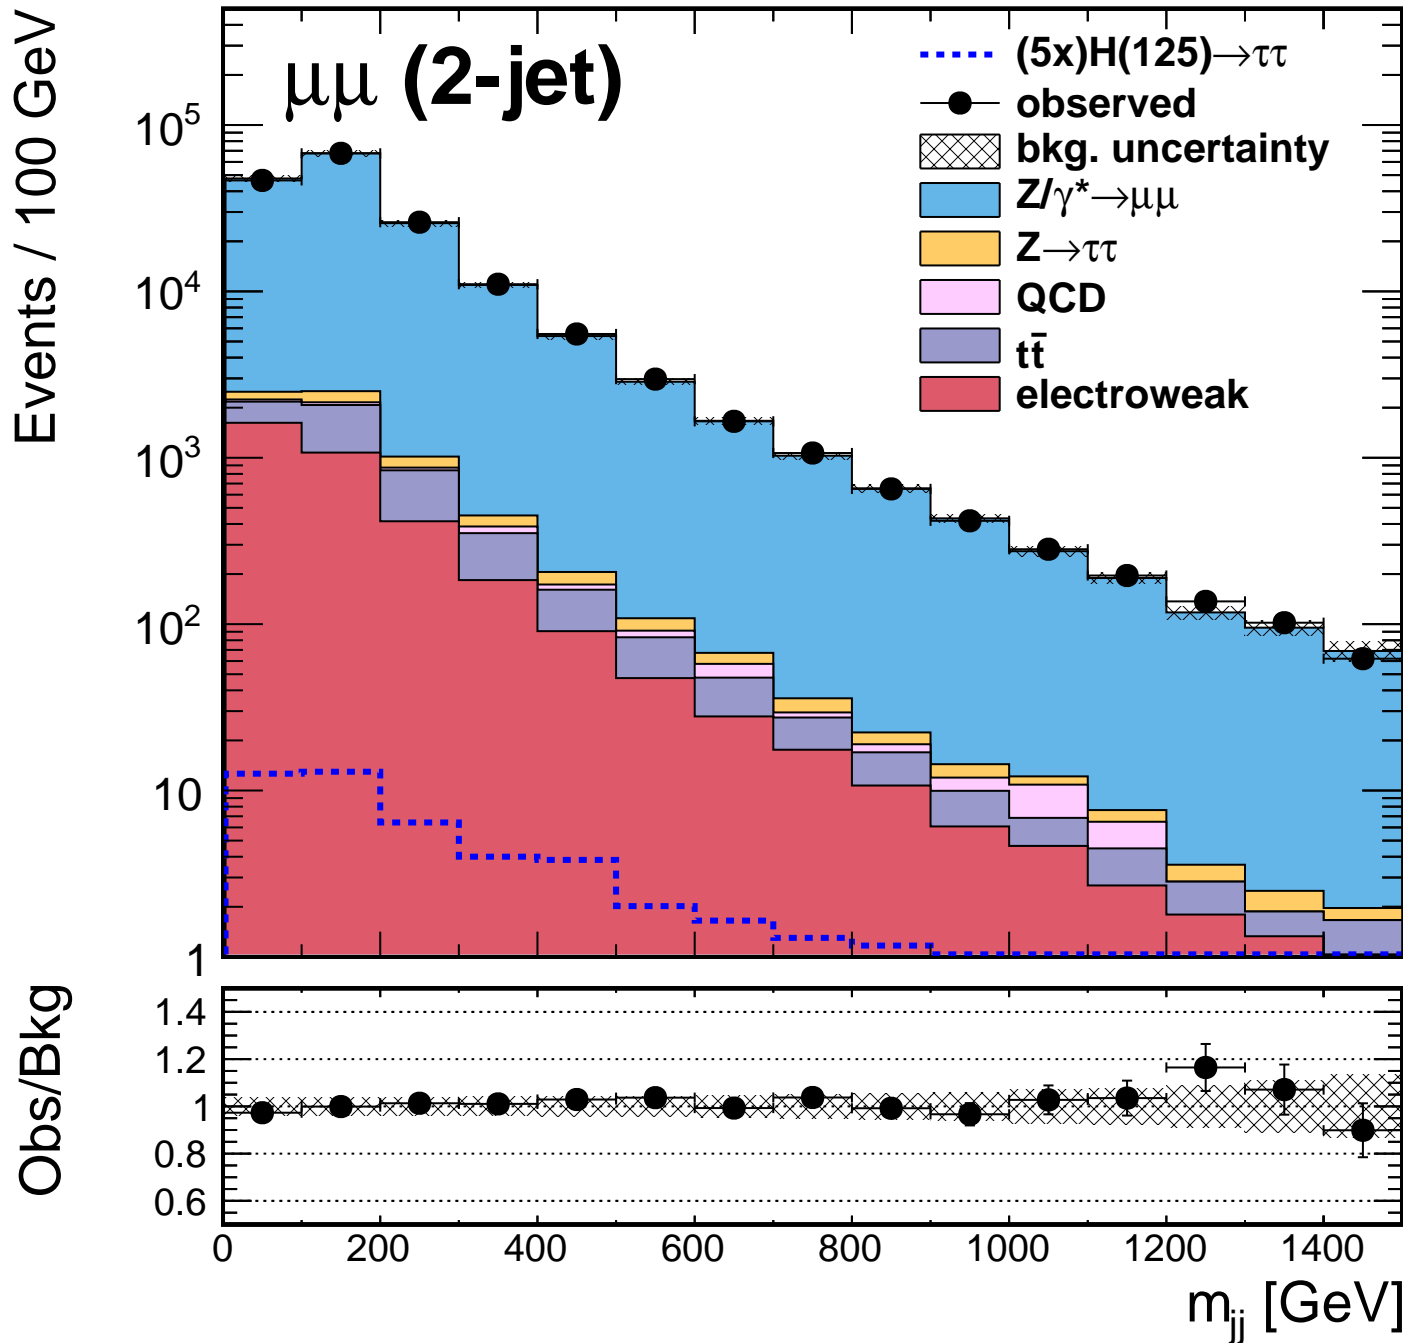 μμ (2-jet)
(5x)H(125)→ττ
observed
bkg. uncertainty
Z/γ*→μμ
Z→ττ
QCD
tt̄
electroweak
Events / 100 GeV
10⁵
10⁴
10³
10²
10
1
Obs/Bkg
1.4
1.2
1
0.8
0.6
0 200 400 600 800 1000 1200 1400
m_jj [GeV]